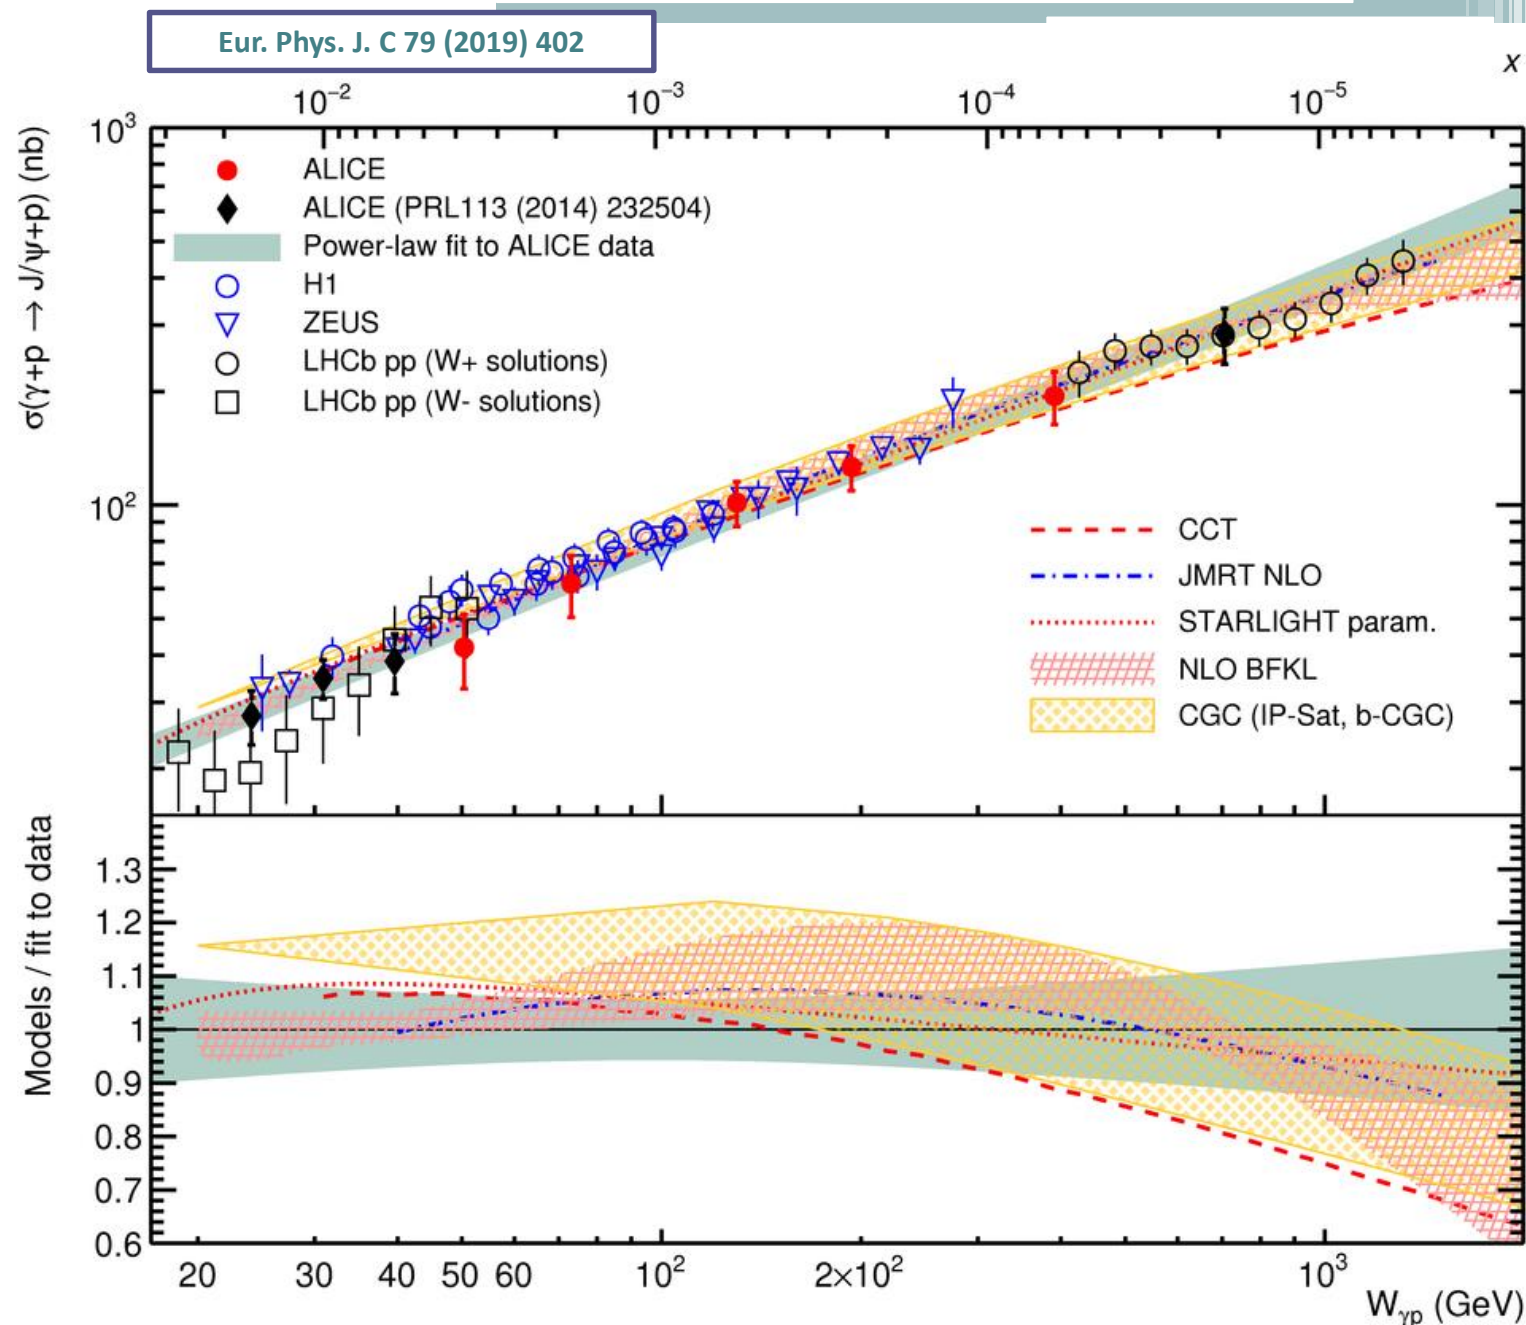 Eur. Phys. J. C 79 (2019) 402
x
10⁻² 10⁻³ 10⁻⁴ 10⁻⁵
σ(γ+p → J/ψ+p) (nb)
10³
10²
ALICE
ALICE (PRL113 (2014) 232504)
Power-law fit to ALICE data
H1
ZEUS
LHCb pp (W+ solutions)
LHCb pp (W- solutions)
CCT
JMRT NLO
STARLIGHT param.
NLO BFKL
CGC (IP-Sat, b-CGC)
Models / fit to data
1.3
1.2
1.1
1
0.9
0.8
0.7
0.6
20 30 40 50 60 10² 2×10² 10³
W_γp (GeV)